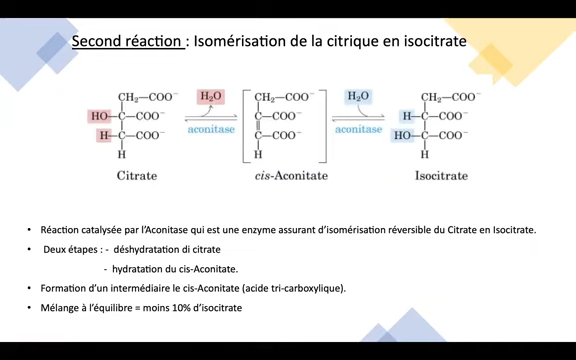 Second réaction : Isomérisation de la citrique en isocitrate
CH₂—COO⁻ H₂O CH₂—COO⁻ H₂O CH₂—COO⁻
HO—C—COO⁻ C—COO⁻ H—C—COO⁻
aconitase aconitase
H—C—COO⁻ C—COO⁻ HO—C—COO⁻
H H H
Citrate cis-Aconitate Isocitrate
• Réaction catalysée par l'Aconitase qui est une enzyme assurant d'isomérisation réversible du Citrate en Isocitrate.
• Deux étapes : - déshydratation di citrate
- hydratation du cis-Aconitate.
• Formation d'un intermédiaire le cis-Aconitate (acide tri-carboxylique).
• Mélange à l'équilibre = moins 10% d'isocitrate